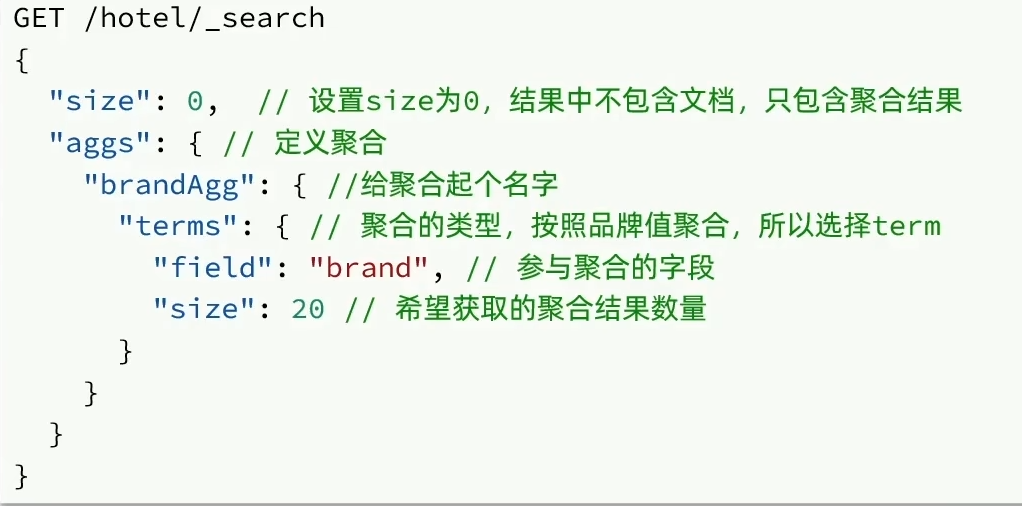 GET /hotel/_search
{
  "size": 0,  // 设置size为0，结果中不包含文档，只包含聚合结果
  "aggs": { // 定义聚合
    "brandAgg": { //给聚合起个名字
      "terms": { // 聚合的类型，按照品牌值聚合，所以选择term
        "field": "brand", // 参与聚合的字段
        "size": 20 // 希望获取的聚合结果数量
      }
    }
  }
}